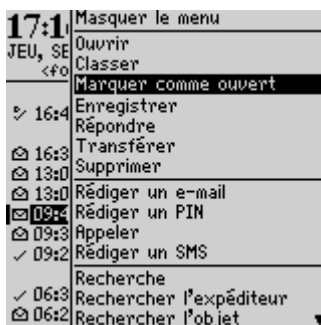 17:1
JEU, SE
<fo
16:4
16:3
13:0
13:0
09:4
09:3
09:2
06:3
06:2
Masquer le menu
Ouvrir
Classer
Marquer comme ouvert
Enregistrer
Répondre
Transférer
Supprimer
Rédiger un e-mail
Rédiger un PIN
Appeler
Rédiger un SMS
Recherche
Rechercher l'expéditeur
Rechercher l'objet